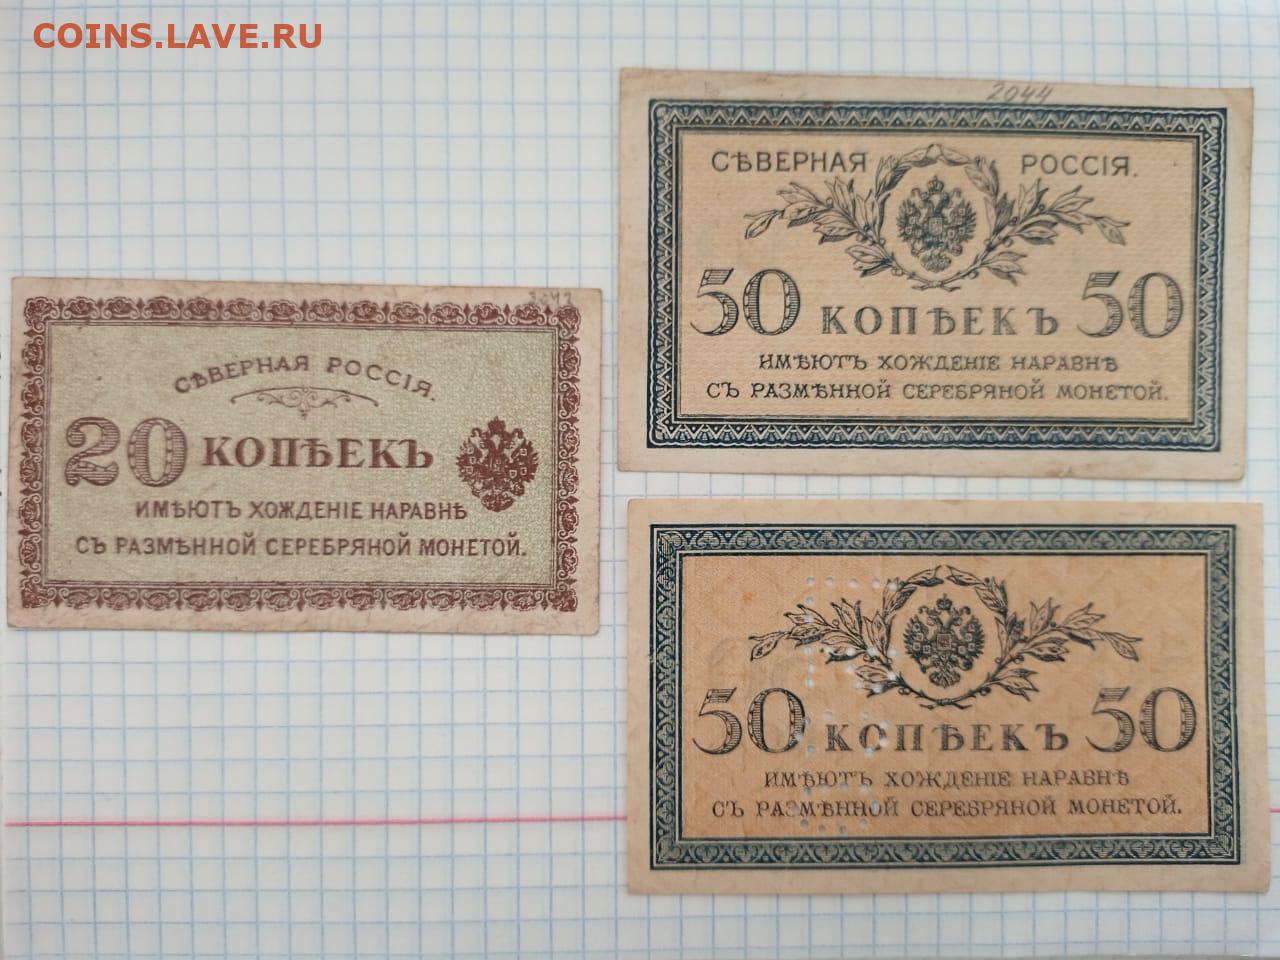 COINS.LAVE.RU
2044
СѢВЕРНАЯ РОССІЯ.
50 КОПѢЕКЪ 50
ИМѢЮТЪ ХОЖДЕНІЕ НАРАВНѢ
СЪ РАЗМѢННОЙ СЕРЕБРЯНОЙ МОНЕТОЙ.
СѢВЕРНАЯ РОССІЯ.
20 КОПѢЕКЪ
ИМѢЮТЪ ХОЖДЕНІЕ НАРАВНѢ
СЪ РАЗМѢННОЙ СЕРЕБРЯНОЙ МОНЕТОЙ.
50 КОПѢЕКЪ 50
ИМѢЮТЪ ХОЖДЕНІЕ НАРАВНѢ
СЪ РАЗМѢННОЙ СЕРЕБРЯНОЙ МОНЕТОЙ.